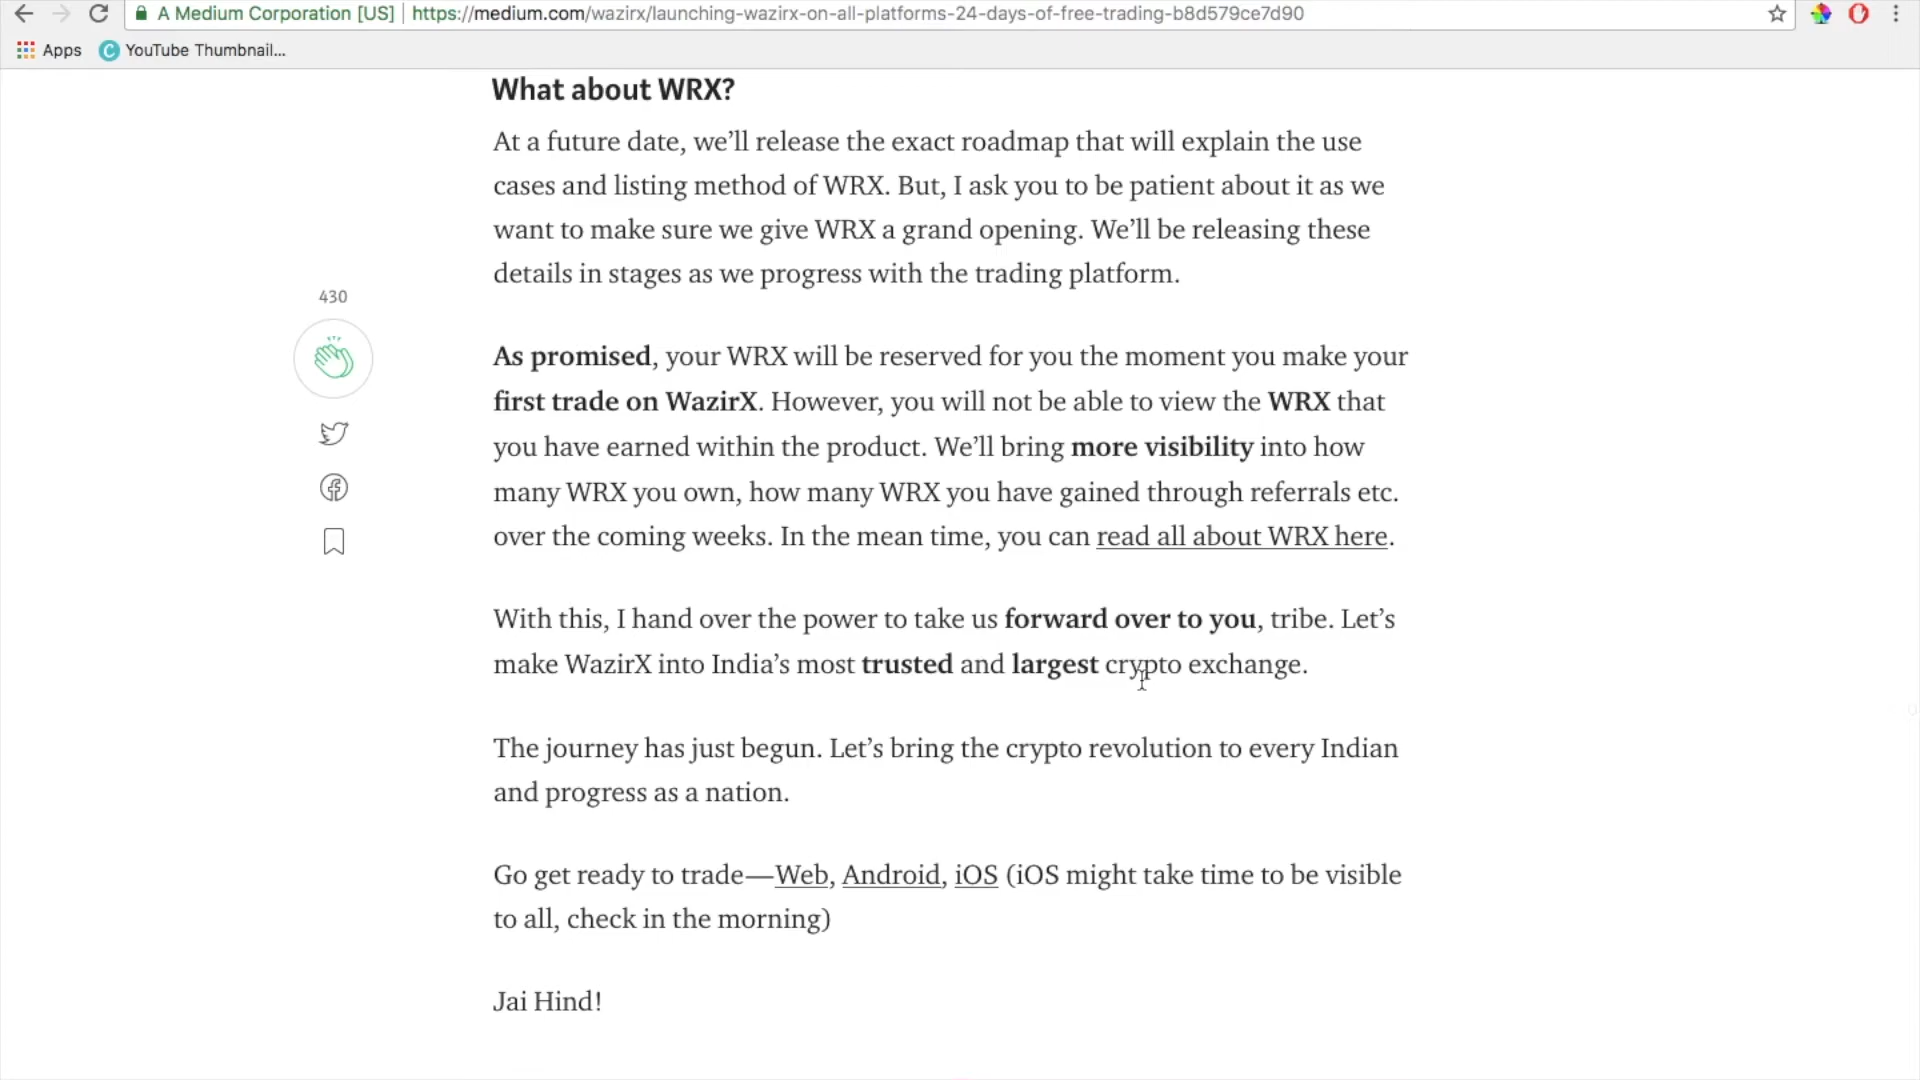 A Medium Corporation [US] https://medium.com/wazirx/launching-wazirx-on-all-platforms-24-days-of-free-trading-b8d579ce7d90
Apps C YouTube Thumbnail...
What about WRX?
At a future date, we’ll release the exact roadmap that will explain the use
cases and listing method of WRX. But, I ask you to be patient about it as we
want to make sure we give WRX a grand opening. We’ll be releasing these
details in stages as we progress with the trading platform.
430
As promised, your WRX will be reserved for you the moment you make your
first trade on WazirX. However, you will not be able to view the WRX that
you have earned within the product. We’ll bring more visibility into how
many WRX you own, how many WRX you have gained through referrals etc.
over the coming weeks. In the mean time, you can read all about WRX here.
With this, I hand over the power to take us forward over to you, tribe. Let’s
make WazirX into India’s most trusted and largest crypto exchange.
The journey has just begun. Let’s bring the crypto revolution to every Indian
and progress as a nation.
Go get ready to trade—Web, Android, iOS (iOS might take time to be visible
to all, check in the morning)
Jai Hind!